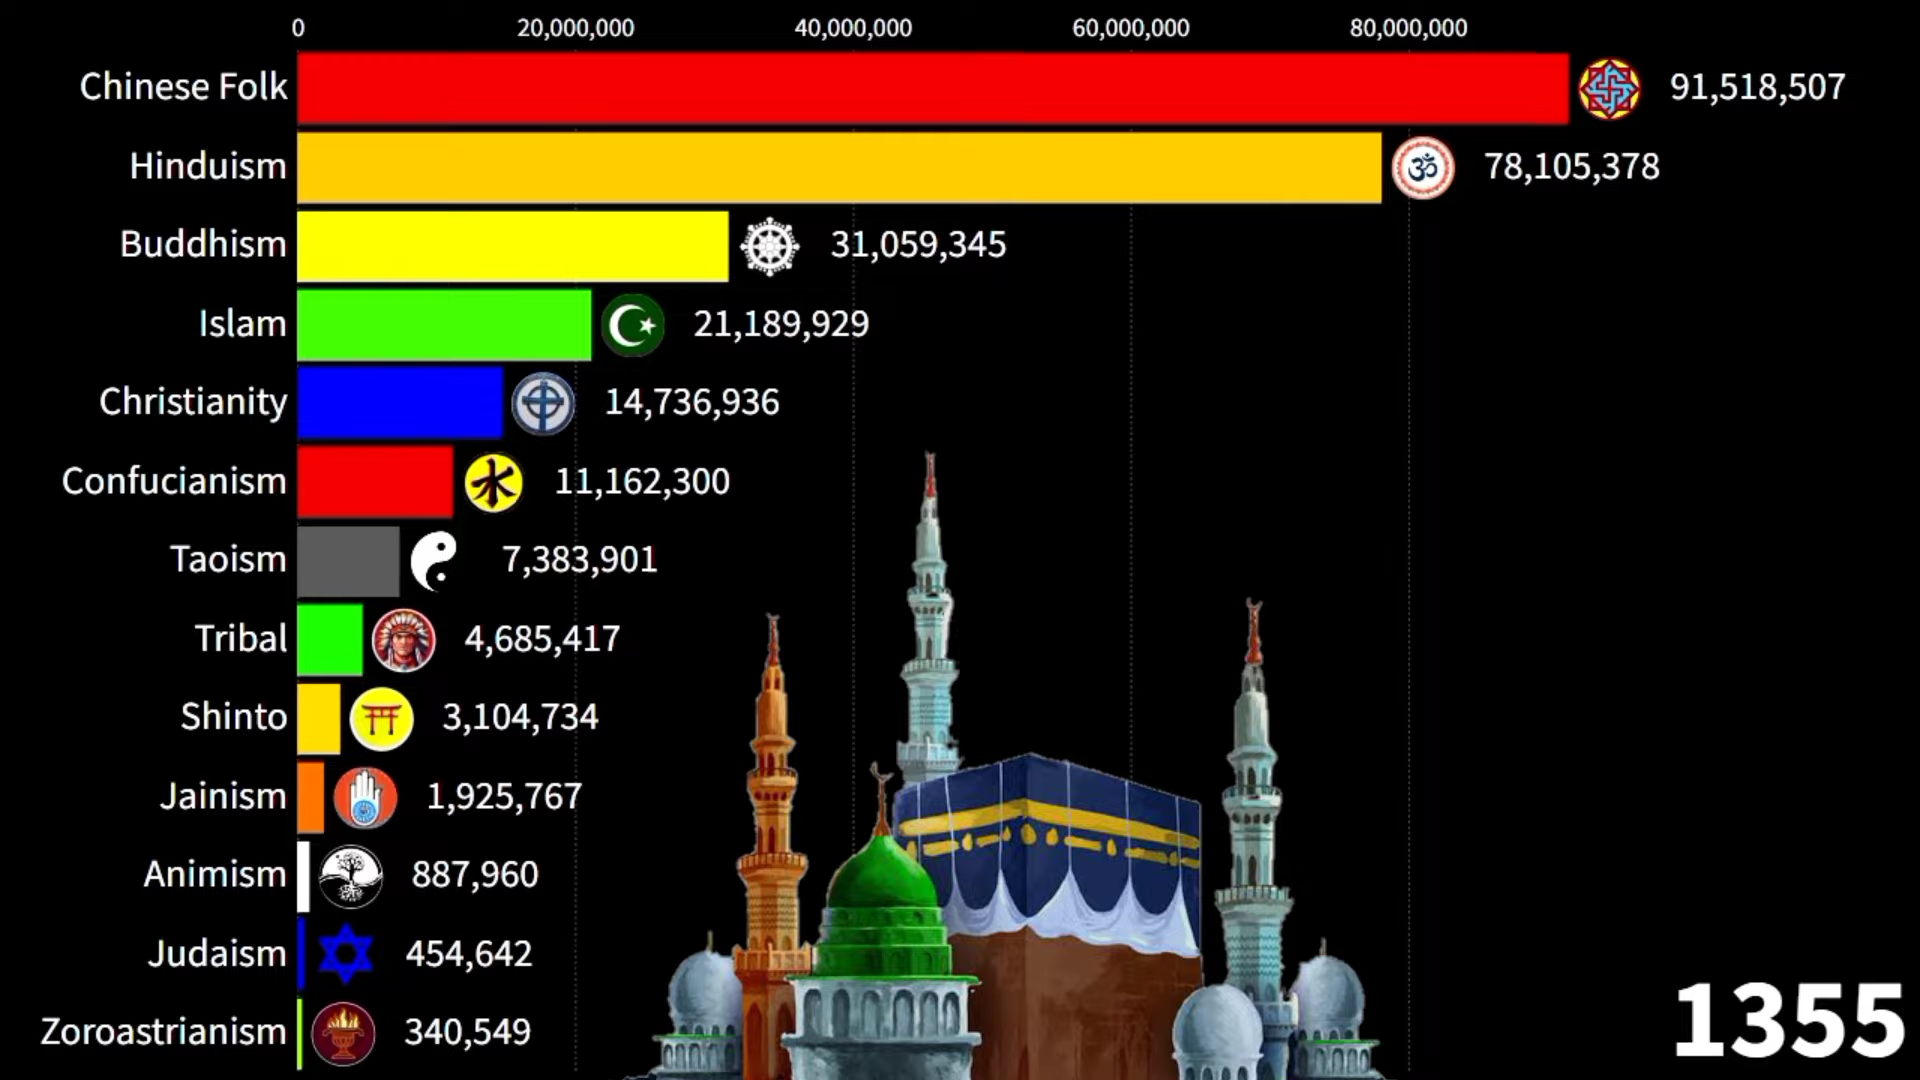 0 20,000,000 40,000,000 60,000,000 80,000,000
Chinese Folk 91,518,507
Hinduism ॐ 78,105,378
Buddhism 31,059,345
Islam 21,189,929
Christianity 14,736,936
Confucianism 水 11,162,300
Taoism 7,383,901
Tribal 4,685,417
Shinto 3,104,734
Jainism 1,925,767
Animism 887,960
Judaism 454,642
Zoroastrianism 340,549
1355